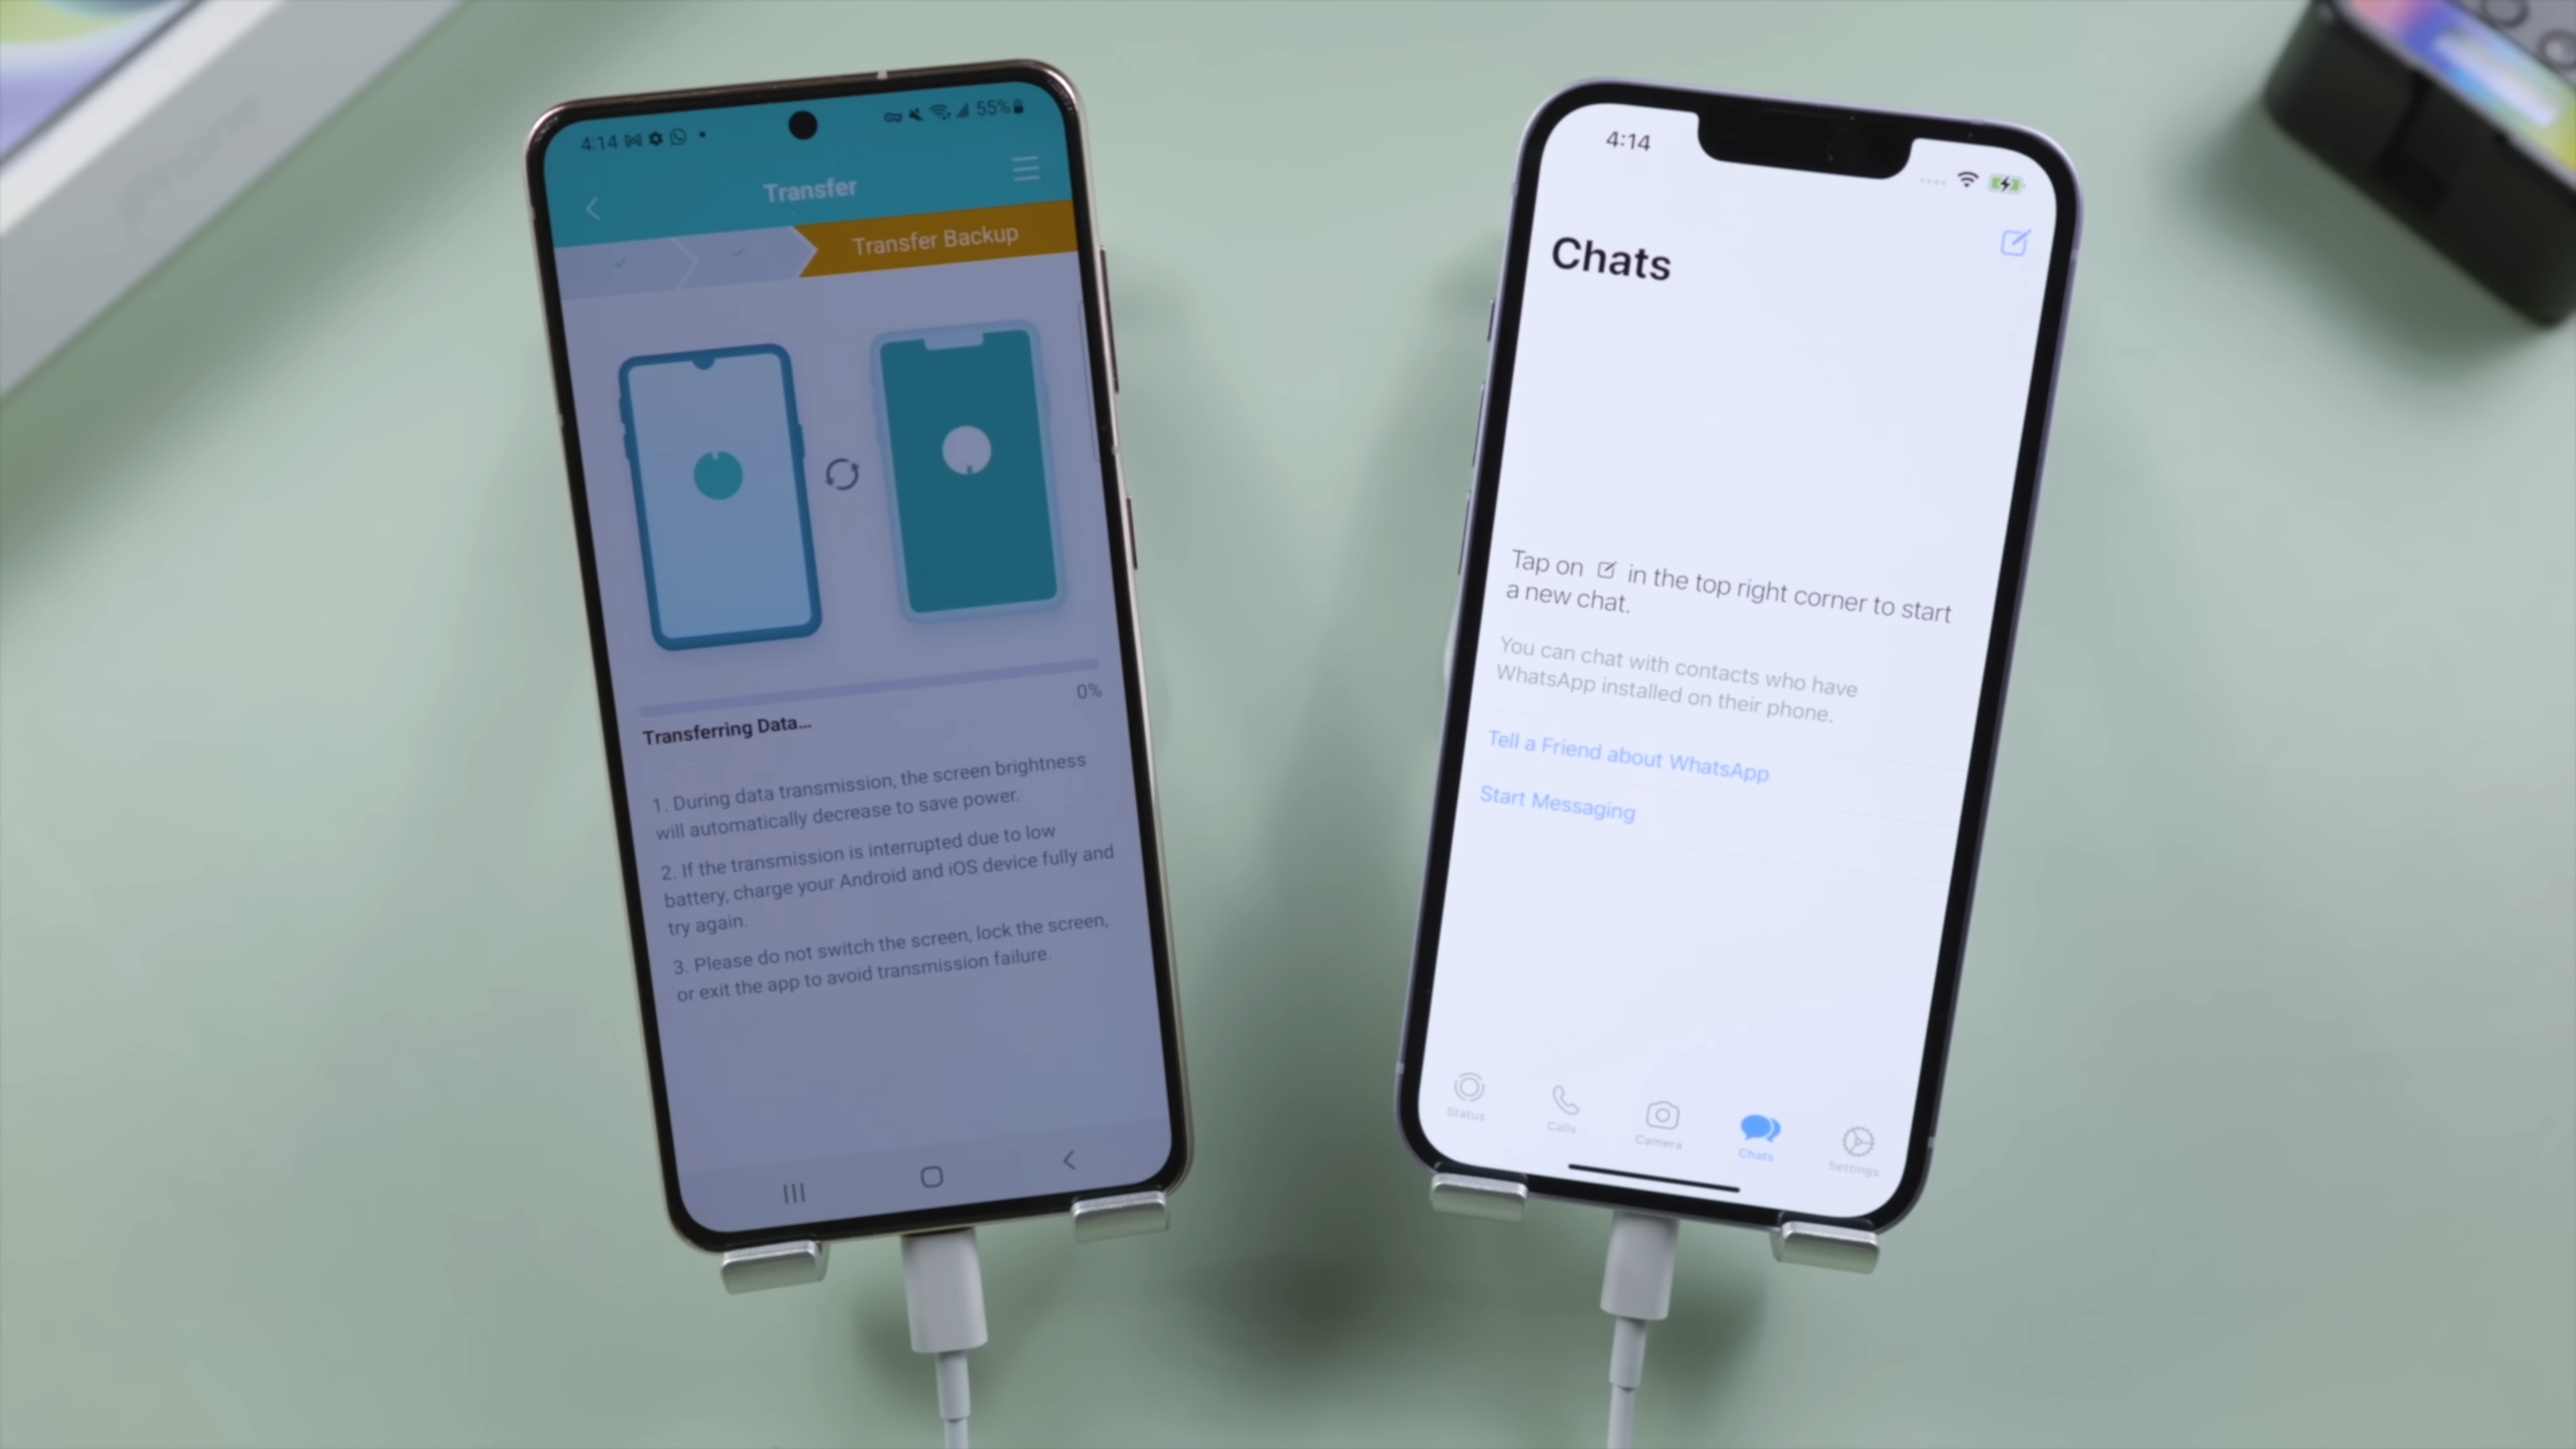 iPhone
4:14
55%
Transfer
Transfer Backup
0%
Transferring Data...
1. During data transmission, the screen brightness
will automatically decrease to save power.
2. If the transmission is interrupted due to low
battery, charge your Android and iOS device fully and
try again.
3. Please do not switch the screen, lock the screen,
or exit the app to avoid transmission failure.
4:14
Chats
Tap on in the top right corner to start
a new chat.
You can chat with contacts who have
WhatsApp installed on their phone.
Tell a Friend about WhatsApp
Start Messaging
Status
Calls
Camera
Chats
Settings